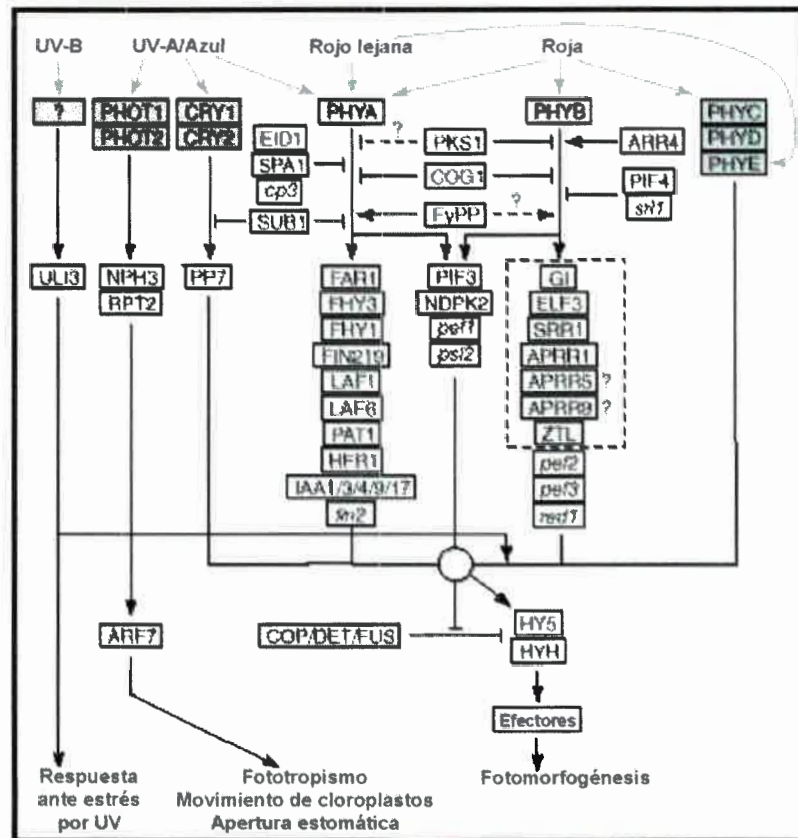 UV-B UV-A/Azul Rojo lejana Roja
? PHOT1 CRY1 PHYA PHYB PHYC
PHOT2 CRY2 PHYD
PHYE
EID1 ? PKS1 ARR4
SPA1 COG1 PIF4
cp3 srl1
SUB1 FyPP ?
ULI3 NPH3 PP7 FAR1 PIF3 GI
RPT2 FHY3 NDPK2 ELF3
FHY1 pef1 SRR1
FIN219 psi2 APRR1
LAF1 APRR5 ?
LAF6 APRR9 ?
PAT1 ZTL
HFR1 pef2
IAA1/3/4/9/17 pef3
fin2 red1
ARF7 COP/DET/FUS HY5
HYH
Efectores
Respuesta Fototropismo Fotomorfogénesis
ante estrés Movimiento de cloroplastos
por UV Apertura estomática